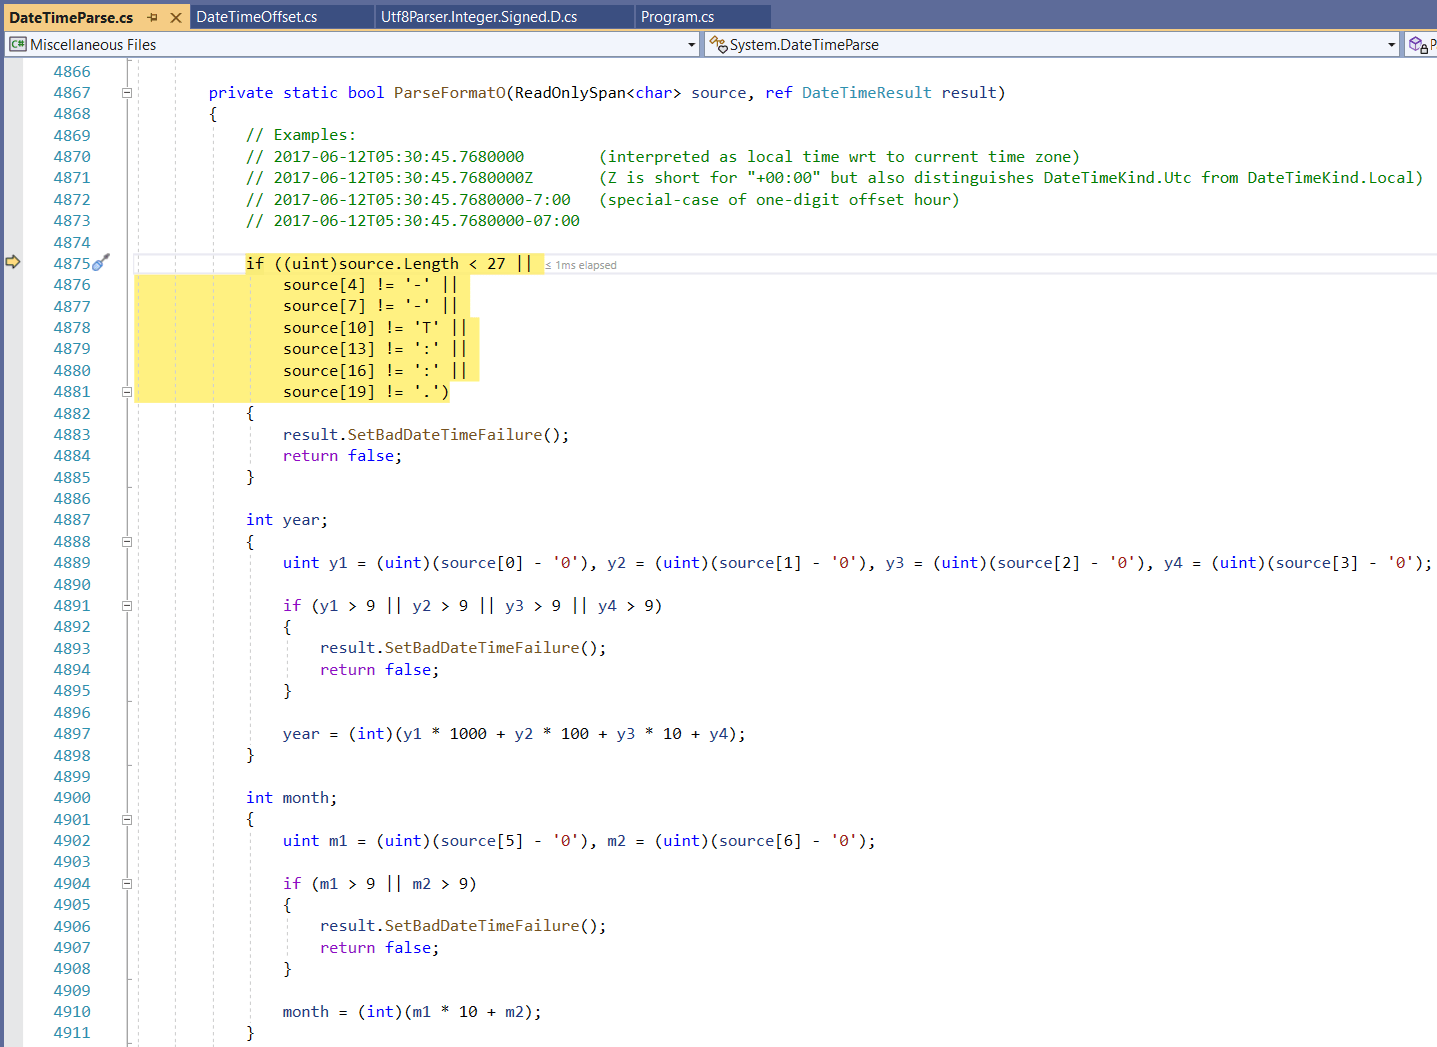 DateTimeParse.cs DateTimeOffset.cs Utf8Parser.Integer.Signed.D.cs Program.cs
C# Miscellaneous Files System.DateTimeParse
4866
4867 private static bool ParseFormatO(ReadOnlySpan<char> source, ref DateTimeResult result)
4868 {
4869 // Examples:
4870 // 2017-06-12T05:30:45.7680000 (interpreted as local time wrt to current time zone)
4871 // 2017-06-12T05:30:45.7680000Z (Z is short for "+00:00" but also distinguishes DateTimeKind.Utc from DateTimeKind.Local)
4872 // 2017-06-12T05:30:45.7680000-7:00 (special-case of one-digit offset hour)
4873 // 2017-06-12T05:30:45.7680000-07:00
4874
4875 if ((uint)source.Length < 27 || ≤ 1ms elapsed
4876 source[4] != '-' ||
4877 source[7] != '-' ||
4878 source[10] != 'T' ||
4879 source[13] != ':' ||
4880 source[16] != ':' ||
4881 source[19] != '.')
4882 {
4883 result.SetBadDateTimeFailure();
4884 return false;
4885 }
4886
4887 int year;
4888 {
4889 uint y1 = (uint)(source[0] - '0'), y2 = (uint)(source[1] - '0'), y3 = (uint)(source[2] - '0'), y4 = (uint)(source[3] - '0');
4890
4891 if (y1 > 9 || y2 > 9 || y3 > 9 || y4 > 9)
4892 {
4893 result.SetBadDateTimeFailure();
4894 return false;
4895 }
4896
4897 year = (int)(y1 * 1000 + y2 * 100 + y3 * 10 + y4);
4898 }
4899
4900 int month;
4901 {
4902 uint m1 = (uint)(source[5] - '0'), m2 = (uint)(source[6] - '0');
4903
4904 if (m1 > 9 || m2 > 9)
4905 {
4906 result.SetBadDateTimeFailure();
4907 return false;
4908 }
4909
4910 month = (int)(m1 * 10 + m2);
4911 }